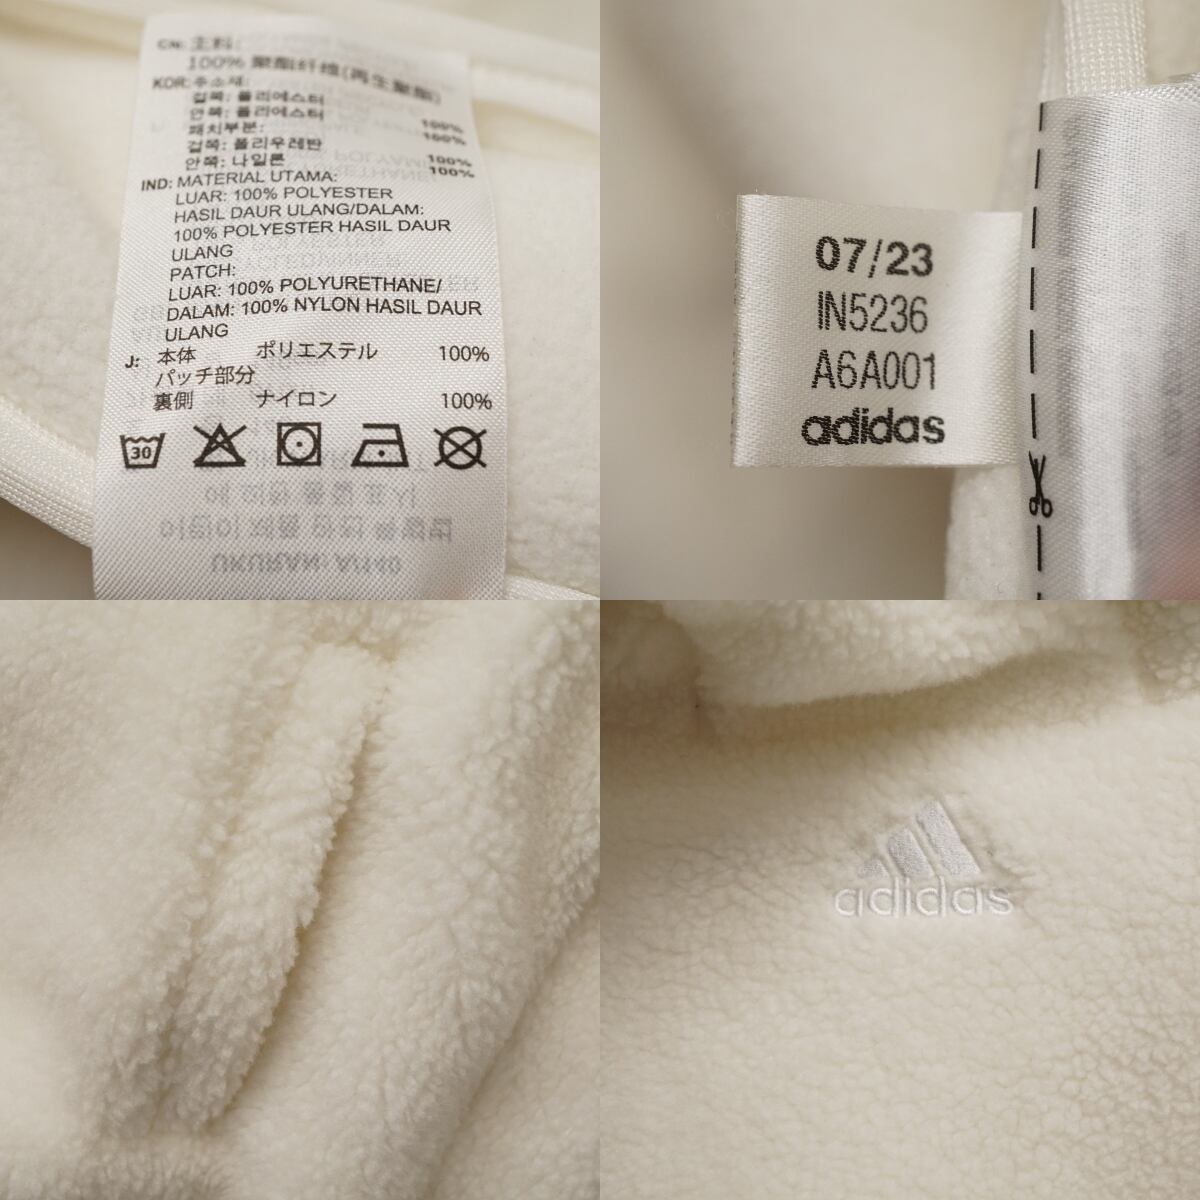 CN: 主料:
100% 聚酯纤维(再生聚酯)
KOR: 주소재:
겉쪽: 폴리에스터 100%
안쪽: 폴리에스터 100%
패치부분:
겉쪽: 폴리우레탄 100%
안쪽: 나일론 100%
IND: MATERIAL UTAMA:
LUAR: 100% POLYESTER
HASIL DAUR ULANG/DALAM:
100% POLYESTER HASIL DAUR
ULANG
PATCH:
LUAR: 100% POLYURETHANE/
DALAM: 100% NYLON HASIL DAUR
ULANG
J: 本体 ポリエステル 100%
パッチ部分
裏側 ナイロン 100%
30
07/23
IN5236
A6A001
adidas
adidas